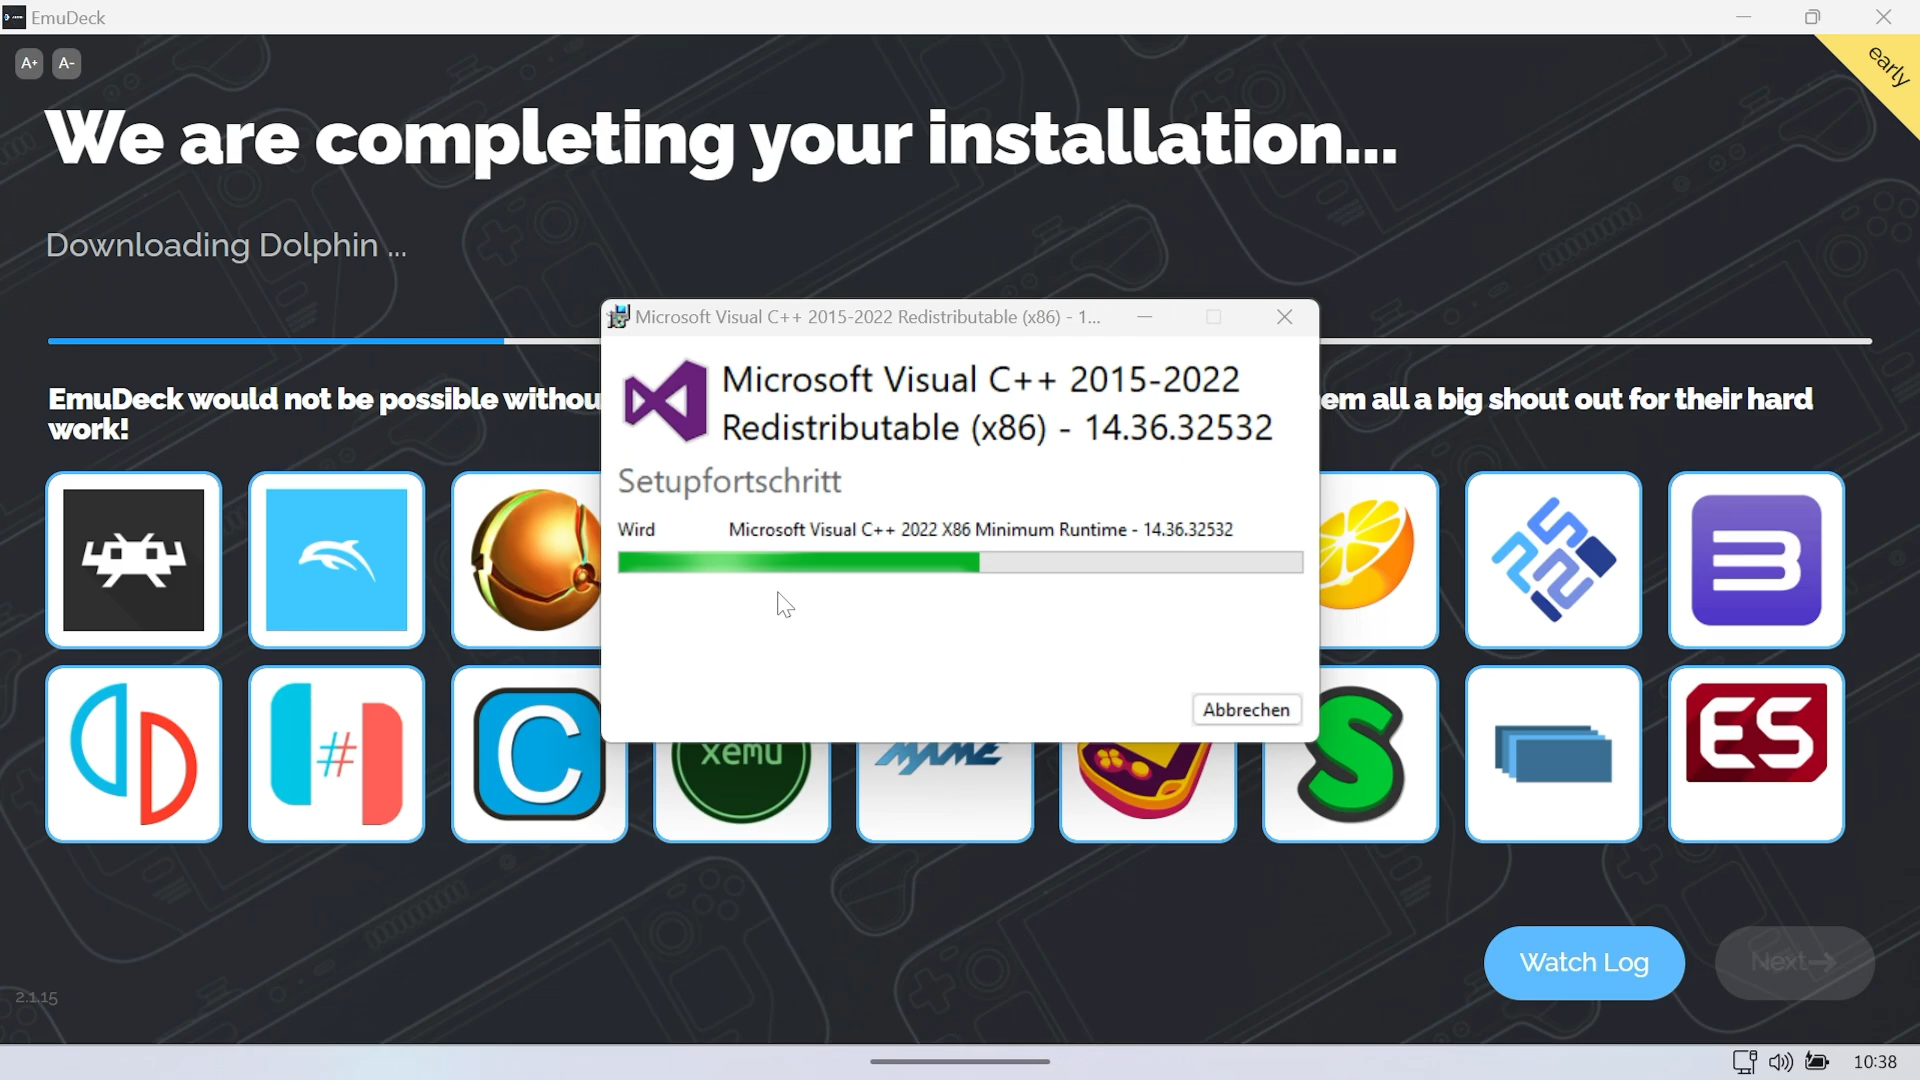 EmuDeck
A+ A-
early
We are completing your installation...
Downloading Dolphin ...
Microsoft Visual C++ 2015-2022 Redistributable (x86) - 1...
Microsoft Visual C++ 2015-2022
Redistributable (x86) - 14.36.32532
Setupfortschritt
Wird Microsoft Visual C++ 2022 X86 Minimum Runtime - 14.36.32532
Abbrechen
EmuDeck would not be possible withou em all a big shout out for their hard
work!
B
# C xemu MAME S ES
Watch Log Next→
2.1.15
10:38